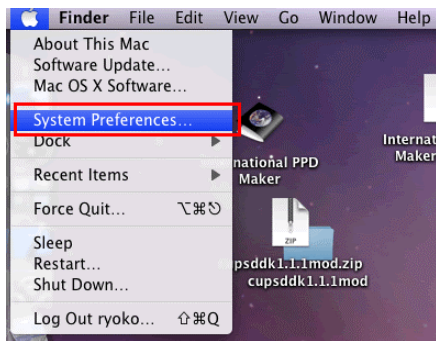 Finder File Edit View Go Window Help
About This Mac
Software Update...
Mac OS X Software...
System Preferences...
Dock
Recent Items
Force Quit... ⌥⌘⎋
Sleep
Restart...
Shut Down...
Log Out ryoko... ⇧⌘Q
national PPD
Maker
ZIP
psddk1.1.1mod.zip
cupsddk1.1.1mod
Internat
Maker